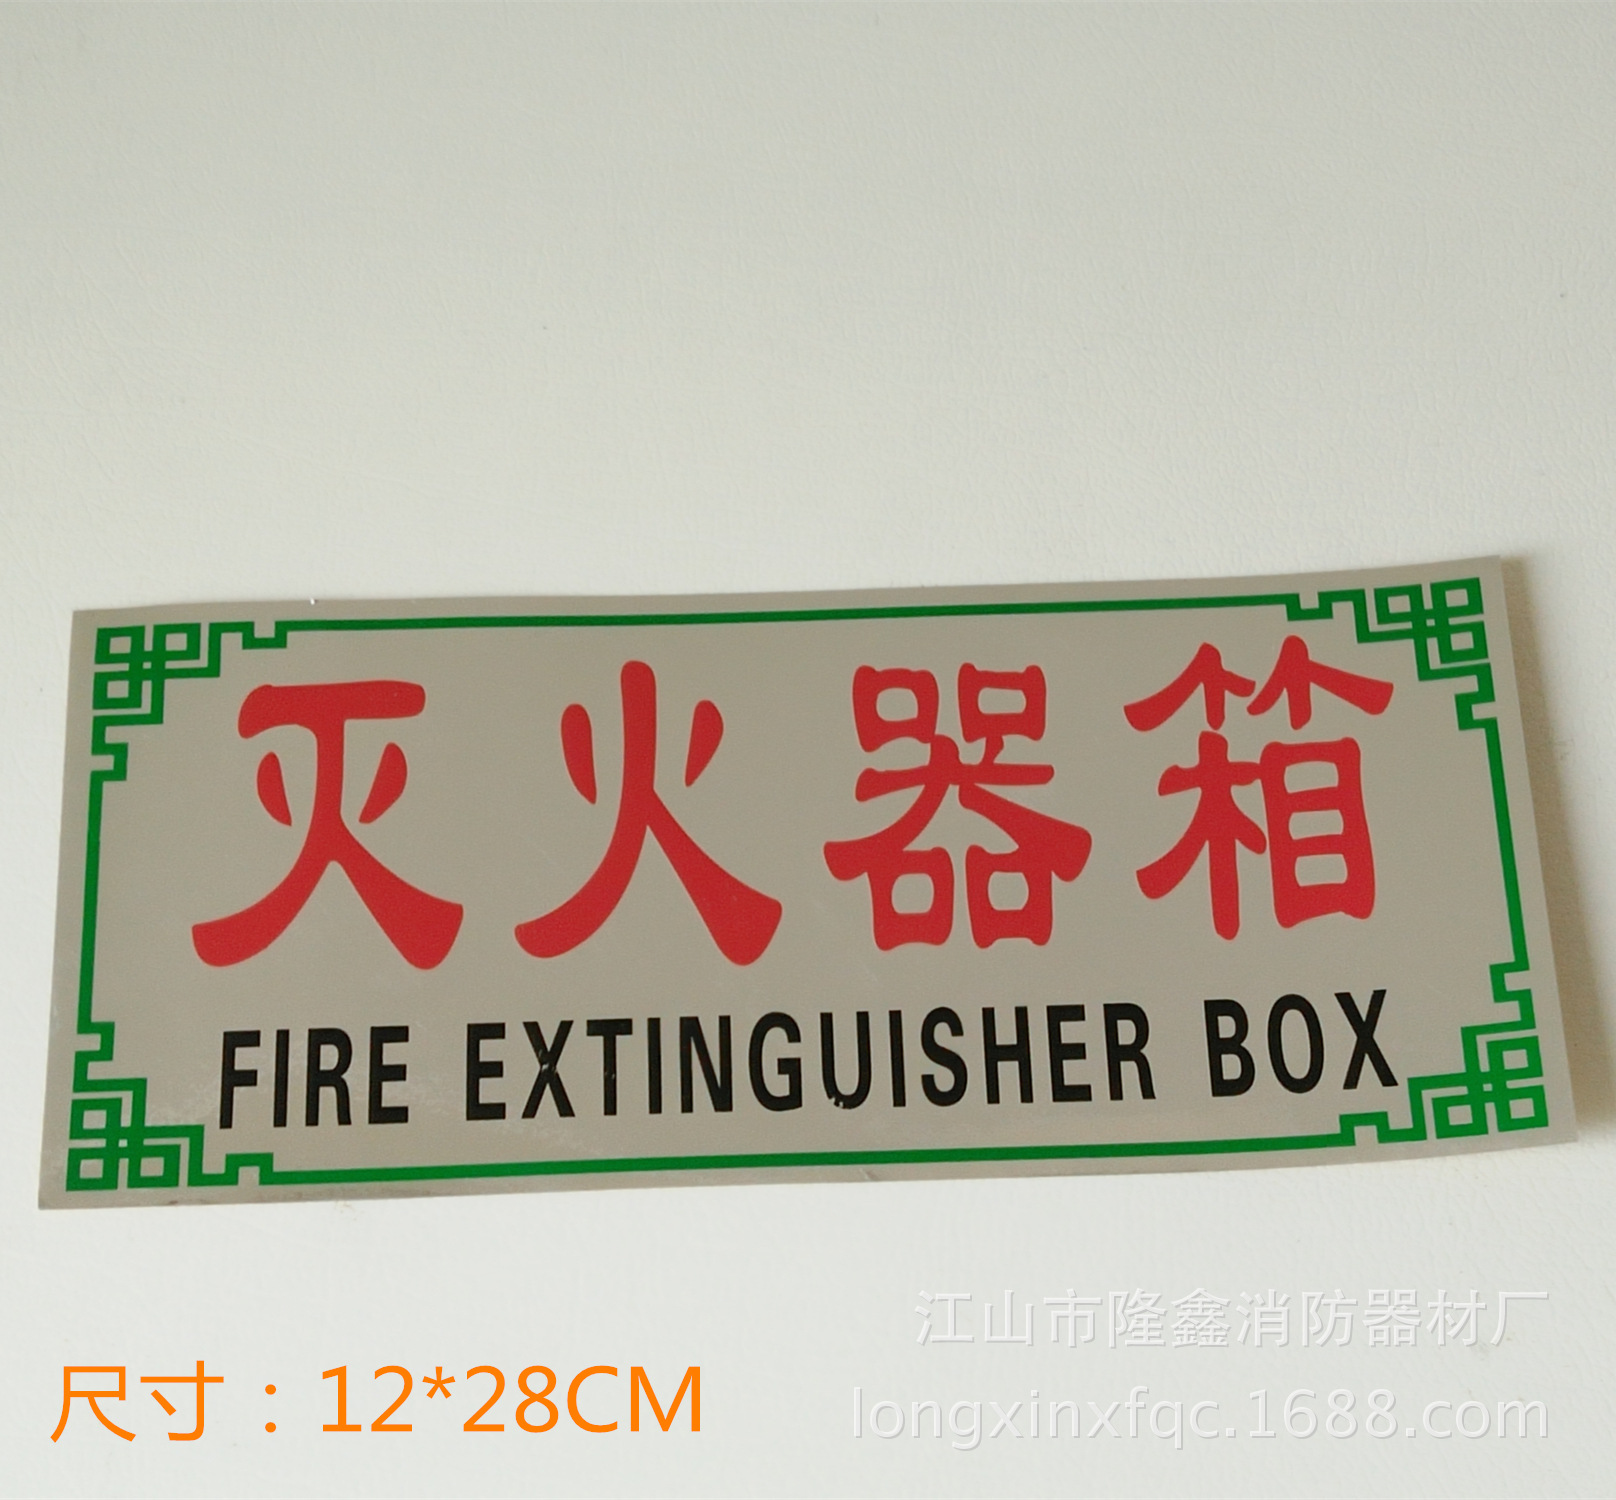 灭火器箱
FIRE EXTINGUISHER BOX
江山市隆鑫消防器材厂
尺寸：12*28CM
longxinxfqc.1688.com